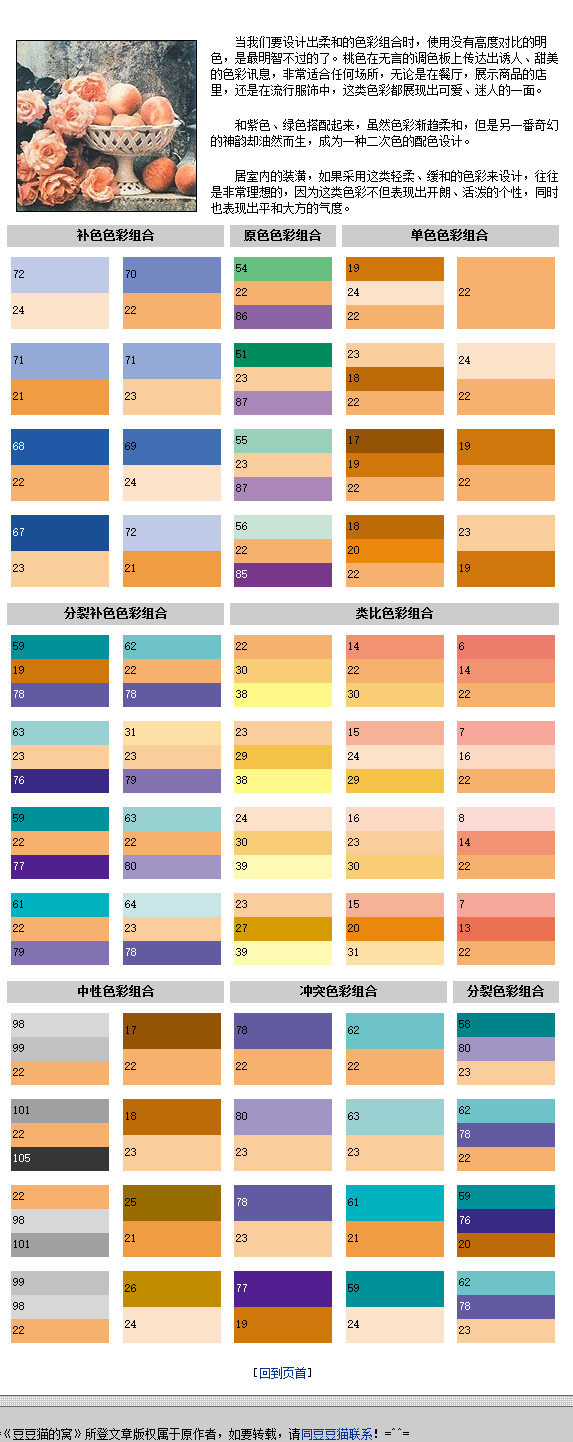 当我们要设计出柔和的色彩组合时，使用没有高度对比的明
色，是最明智不过的了。桃色在无言的调色板上传达出诱人、甜美
的色彩讯息，非常适合任何场所，无论是在餐厅，展示商品的店
里，还是在流行服饰中，这类色彩都展现出可爱、迷人的一面。
和紫色、绿色搭配起来，虽然色彩渐趋柔和，但是另一番奇幻
的神韵却油然而生，成为一种二次色的配色设计。
居室内的装潢，如果采用这类轻柔、缓和的色彩来设计，往往
是非常理想的，因为这类色彩不但表现出开朗、活泼的个性，同时
也表现出平和大方的气度。
补色色彩组合 原色色彩组合 单色色彩组合
72 70 54 19 22
22 24
24 22 86 22
71 71 51 23 24
23 18
21 23 87 22 22
68 69 55 17 19
23 19
22 24 87 22 22
67 72 56 18 23
22 20
23 21 85 22 19
分裂补色色彩组合 类比色彩组合
59 62 22 14 6
19 22 30 22 14
78 78 38 30 22
63 31 23 15 7
23 23 29 24 16
76 79 38 29 22
59 63 24 16 8
22 22 30 23 14
77 80 39 30 22
61 64 23 15 7
22 23 27 20 13
79 78 39 31 22
中性色彩组合 冲突色彩组合 分裂色彩组合
98 17 78 62 58
99 80
22 22 22 22 23
101 18 80 63 62
22 78
105 23 23 23 22
22 25 78 61 59
98 76
101 21 23 21 20
99 26 77 59 62
98 78
22 24 19 24 23
[回到页首]
《豆豆猫的窝》所登文章版权属于原作者，如要转载，请同豆豆猫联系！=^^=